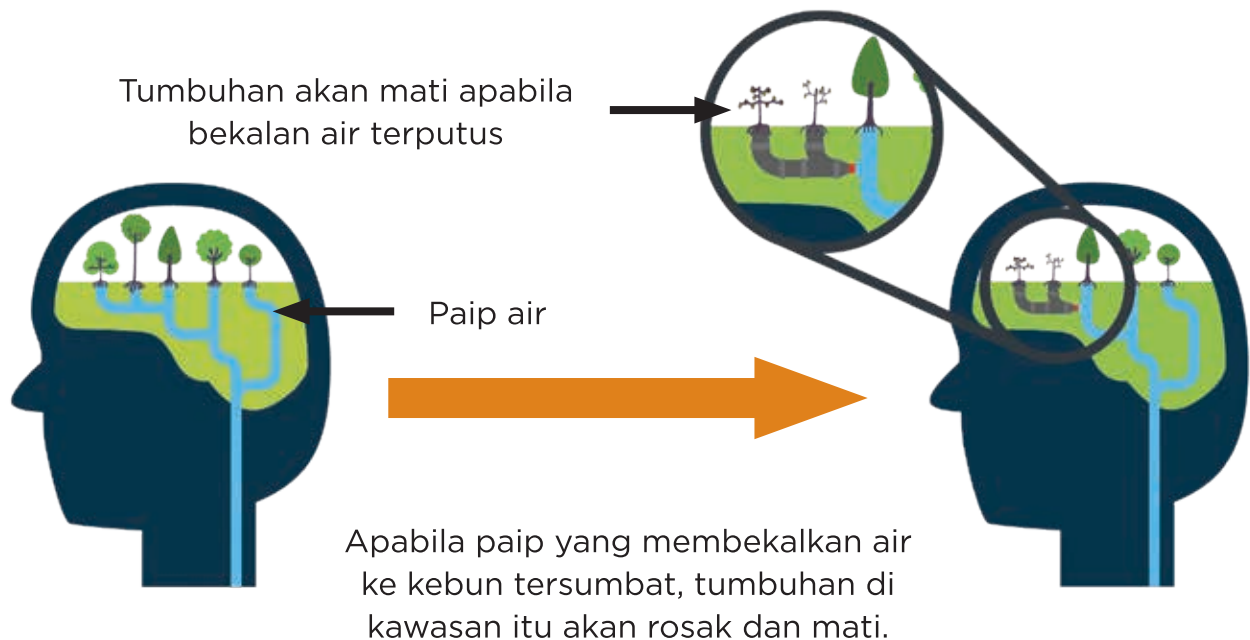 Tumbuhan akan mati apabila
bekalan air terputus
Paip air
Apabila paip yang membekalkan air
ke kebun tersumbat, tumbuhan di
kawasan itu akan rosak dan mati.